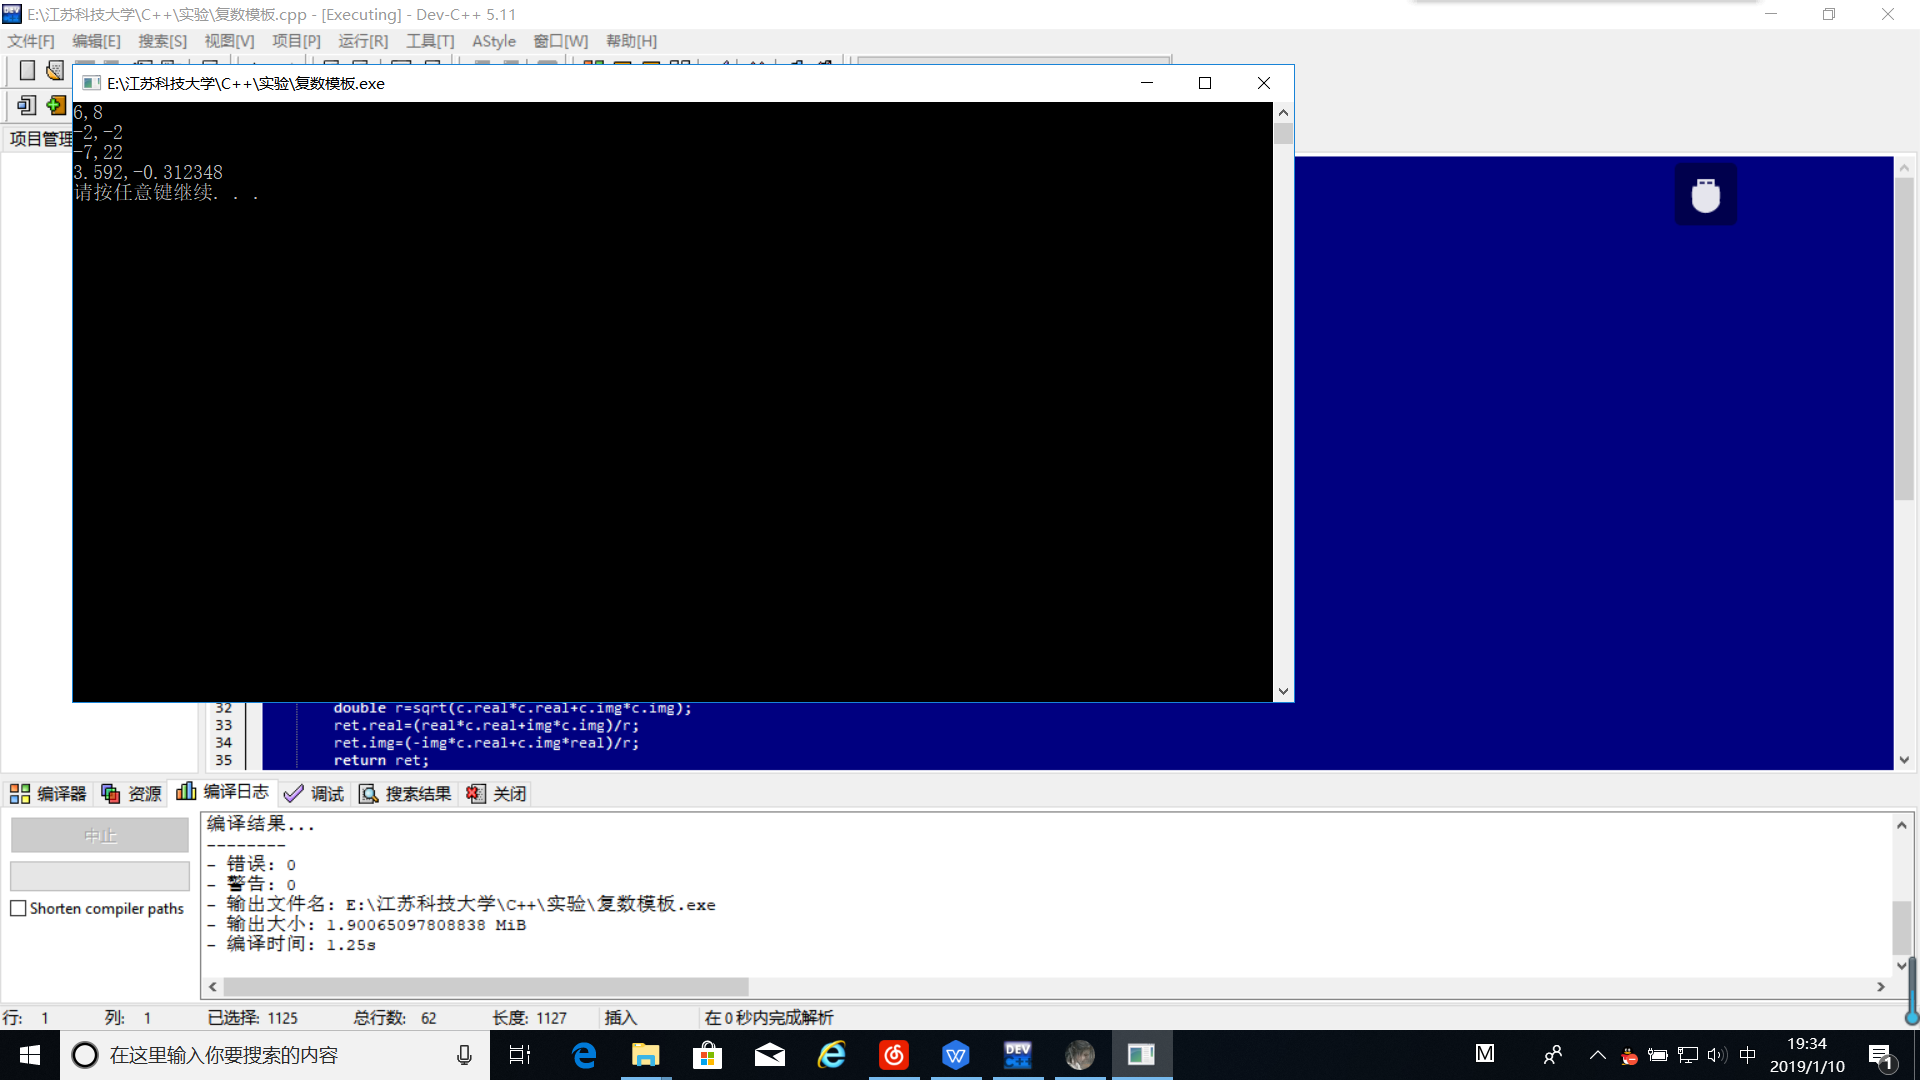 E:\江苏科技大学\C++\实验\复数模板.cpp - [Executing] - Dev-C++ 5.11
文件[F] 编辑[E] 搜索[S] 视图[V] 项目[P] 运行[R] 工具[T] AStyle 窗口[W] 帮助[H]
E:\江苏科技大学\C++\实验\复数模板.exe
项目管理
6,8
-2,-2
-7,22
3.592,-0.312348
请按任意键继续. . .
32 double r=sqrt(c.real*c.real+c.img*c.img);
33 ret.real=(real*c.real+img*c.img)/r;
34 ret.img=(-img*c.real+c.img*real)/r;
35 return ret;
编译器 资源 编译日志 调试 搜索结果 关闭
中止
Shorten compiler paths
编译结果...
--------
- 错误: 0
- 警告: 0
- 输出文件名: E:\江苏科技大学\C++\实验\复数模板.exe
- 输出大小: 1.90065097808838 MiB
- 编译时间: 1.25s
行: 1 列: 1 已选择: 1125 总行数: 62 长度: 1127 插入 在 0 秒内完成解析
在这里输入你要搜索的内容
DEV
M
中
19:34
2019/1/10
1